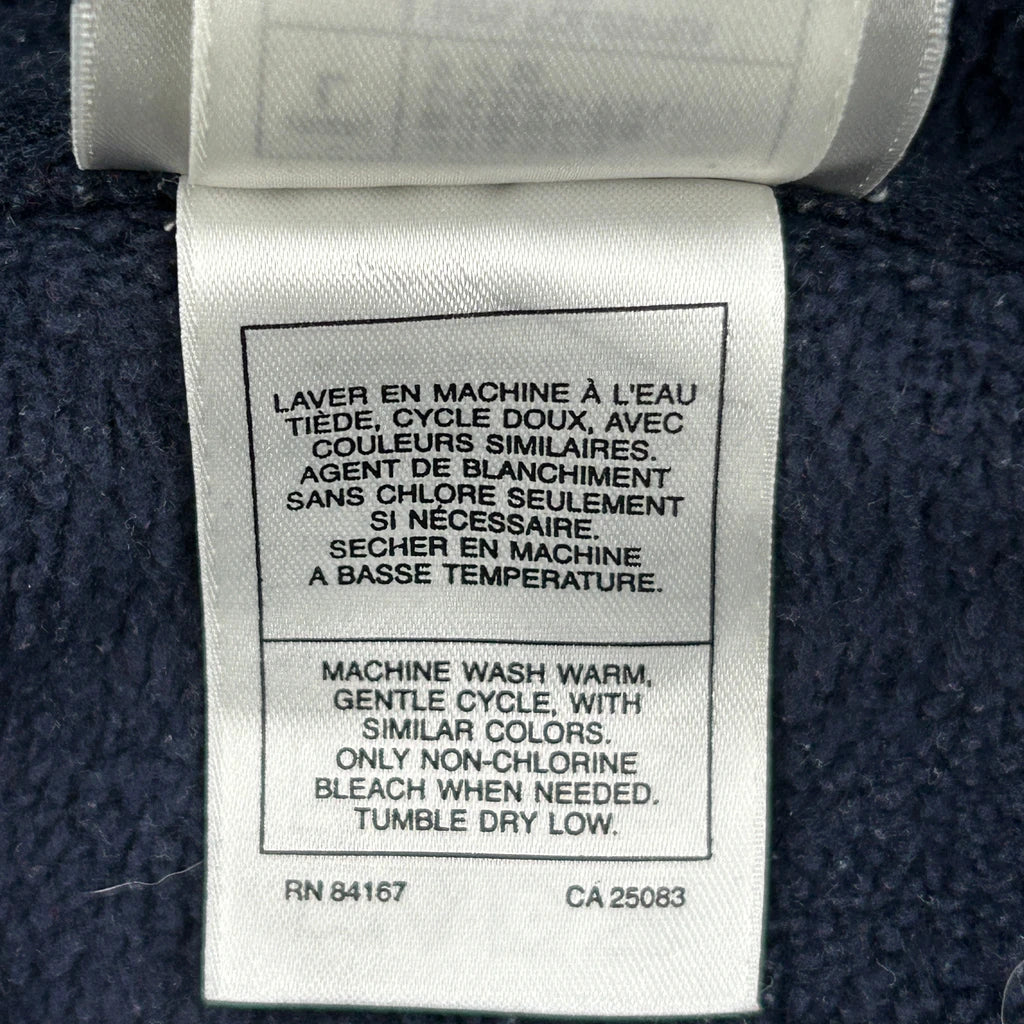 LAVER EN MACHINE À L'EAU
TIÈDE, CYCLE DOUX, AVEC
COULEURS SIMILAIRES.
AGENT DE BLANCHIMENT
SANS CHLORE SEULEMENT
SI NÉCESSAIRE.
SECHER EN MACHINE
A BASSE TEMPERATURE.
MACHINE WASH WARM,
GENTLE CYCLE, WITH
SIMILAR COLORS.
ONLY NON-CHLORINE
BLEACH WHEN NEEDED.
TUMBLE DRY LOW.
RN 84167 CA 25083